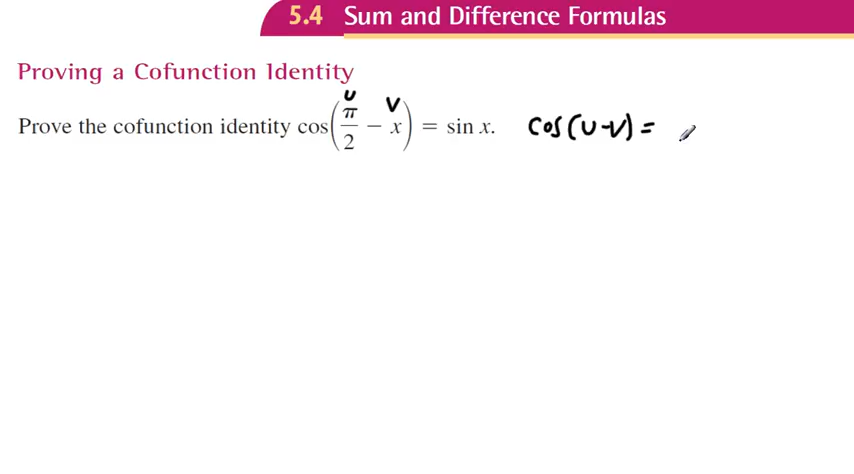 5.4 Sum and Difference Formulas
Proving a Cofunction Identity
u v
Prove the cofunction identity cos(π/2 − x) = sin x. cos(u-v) =